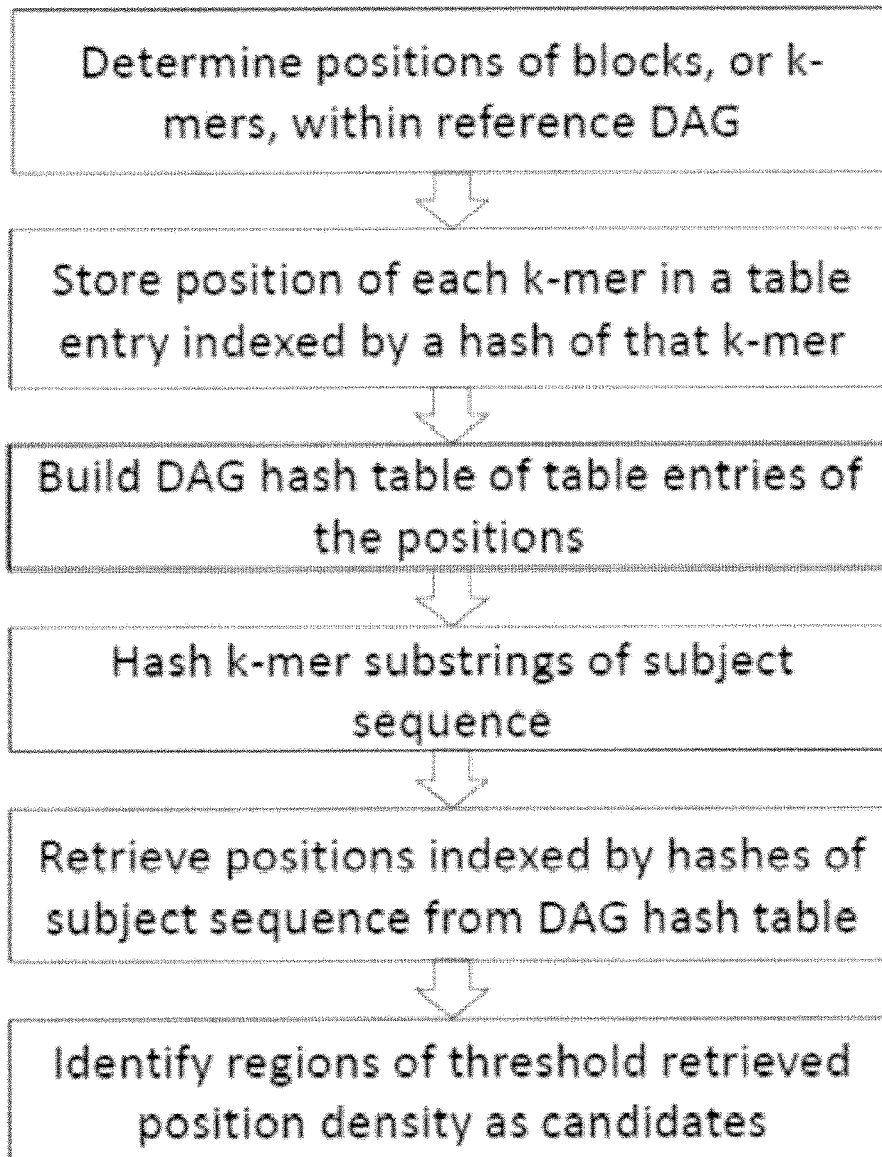 Determine positions of blocks, or k-
mers, within reference DAG
Store position of each k-mer in a table
entry indexed by a hash of that k-mer
Build DAG hash table of table entries of
the positions
Hash k-mer substrings of subject
sequence
Retrieve positions indexed by hashes of
subject sequence from DAG hash table
Identify regions of threshold retrieved
position density as candidates